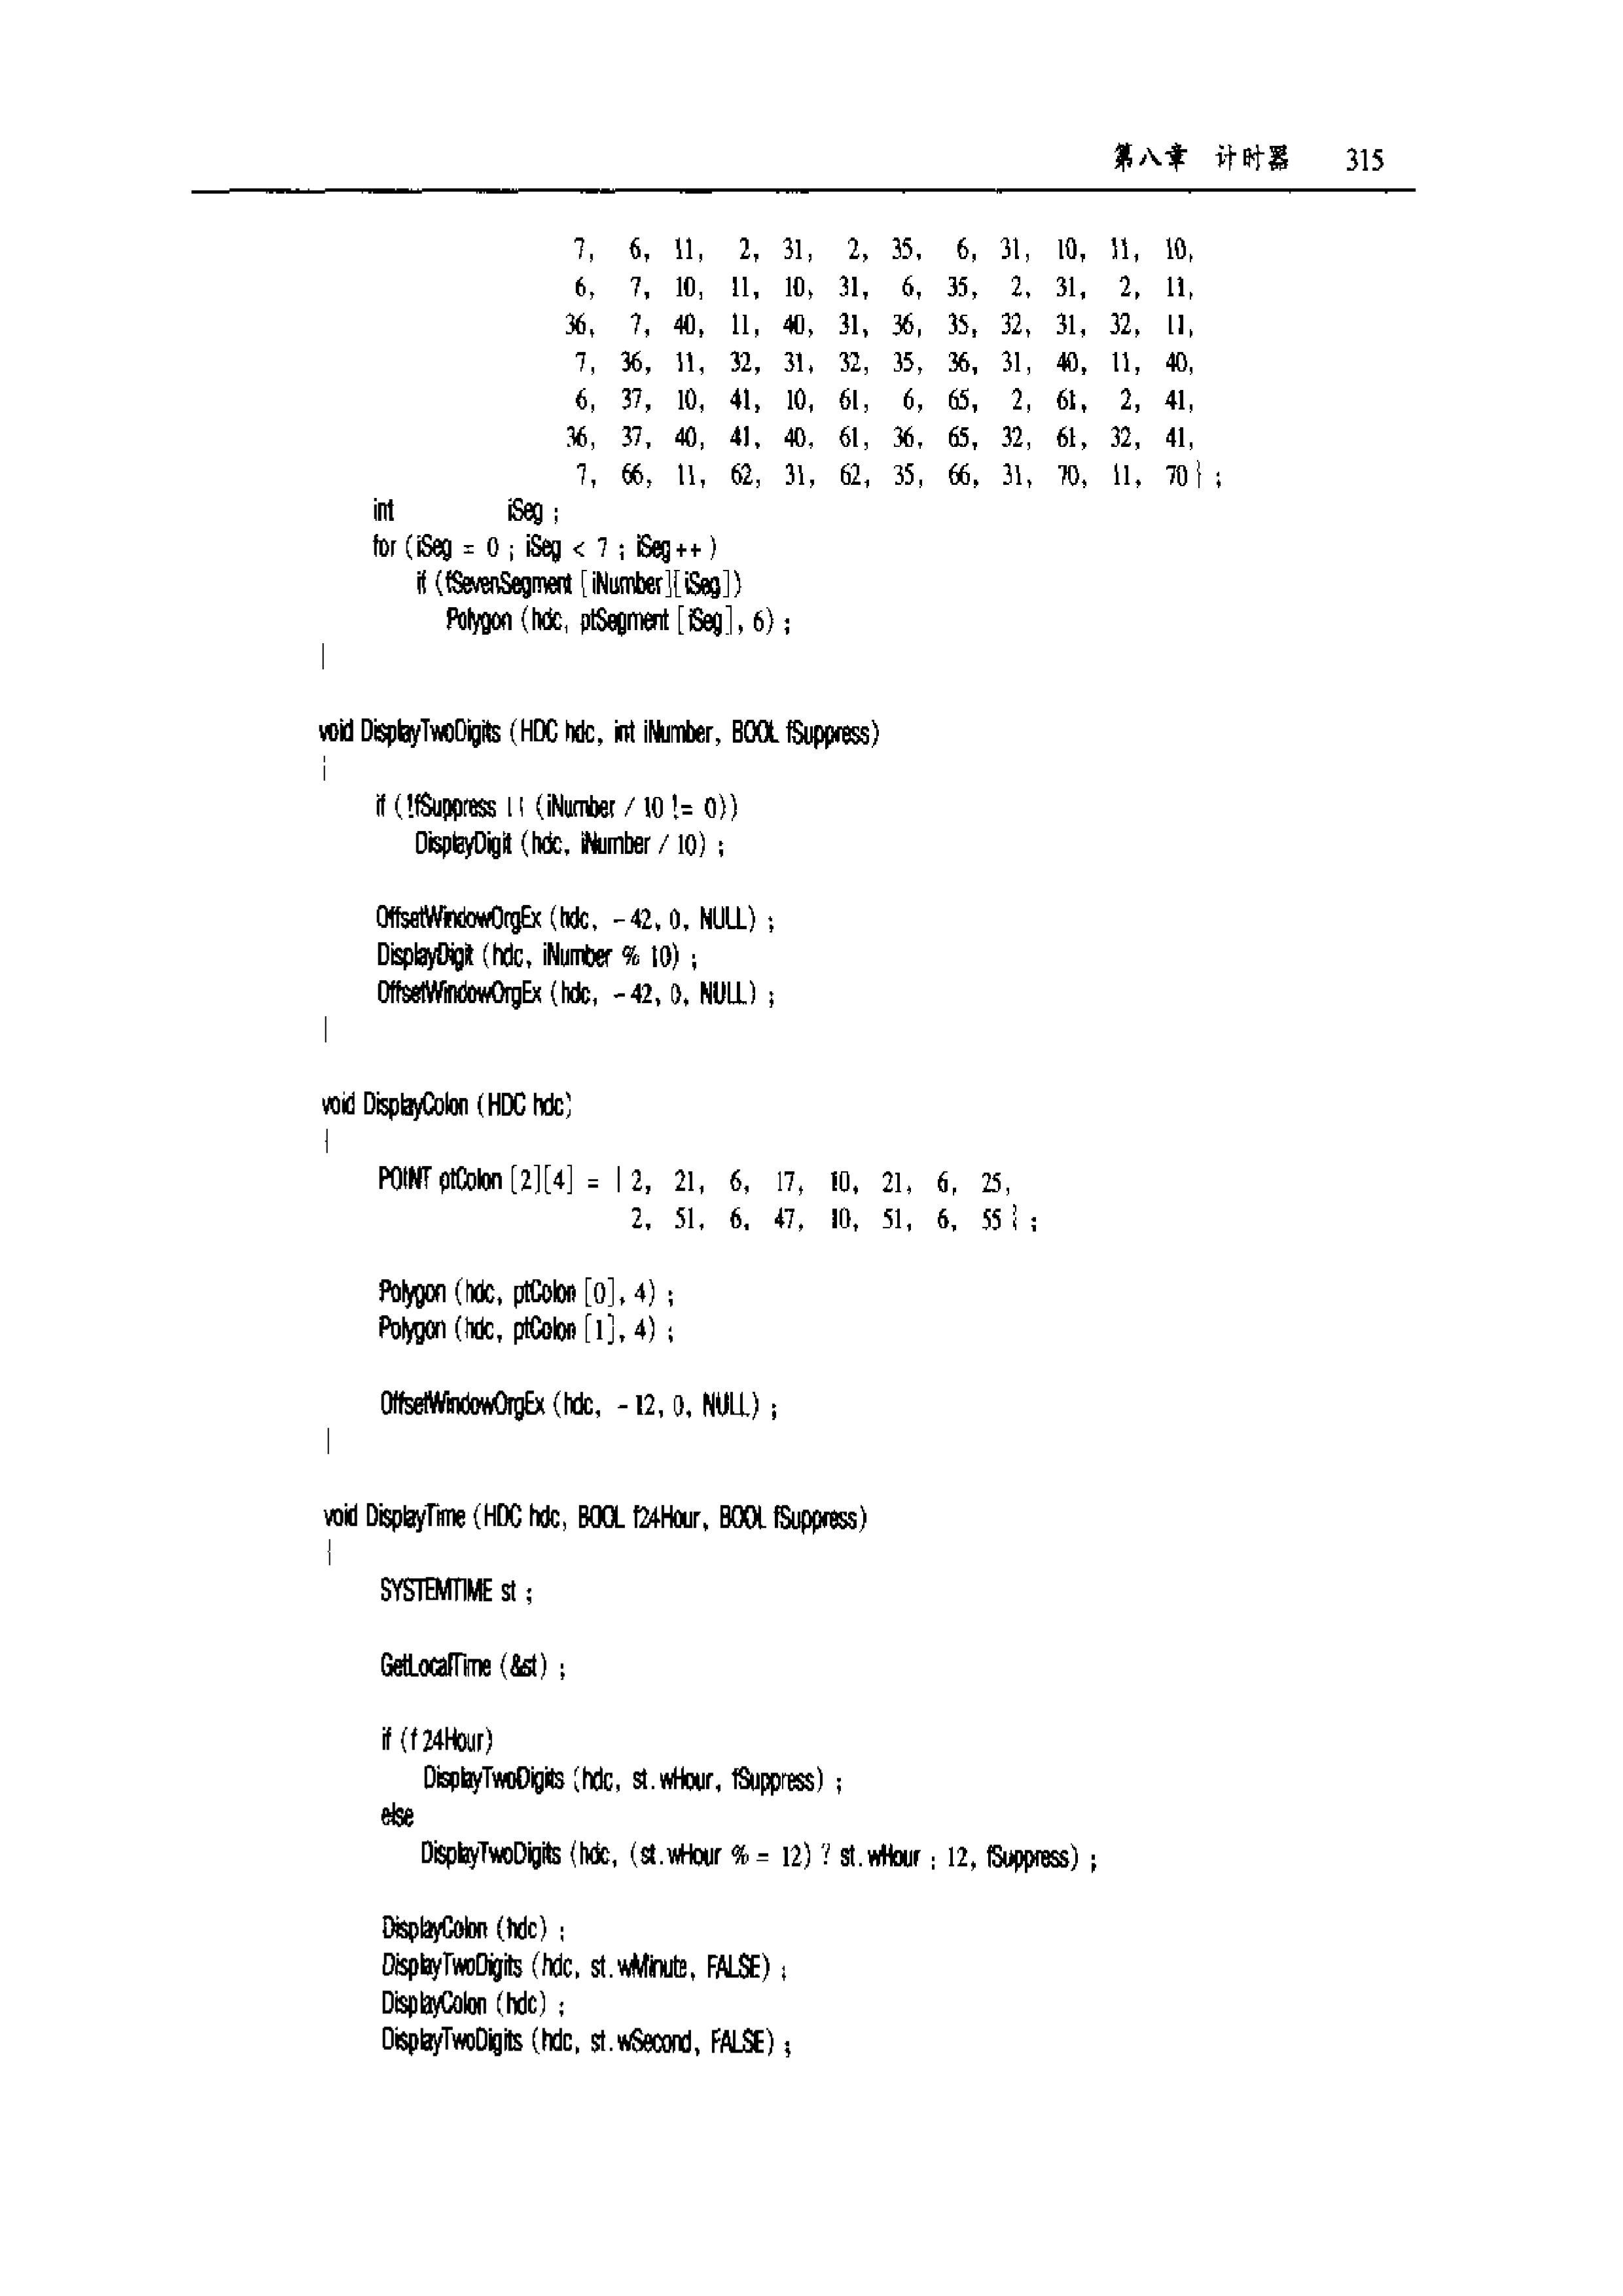 第八章 计时器 315
7, 6, 11, 2, 31, 2, 35, 6, 31, 10, 11, 10,
6, 7, 10, 11, 10, 31, 6, 35, 2, 31, 2, 11,
36, 7, 40, 11, 40, 31, 36, 35, 32, 31, 32, 11,
7, 36, 11, 32, 31, 32, 35, 36, 31, 40, 11, 40,
6, 37, 10, 41, 10, 61, 6, 65, 2, 61, 2, 41,
36, 37, 40, 41, 40, 61, 36, 65, 32, 61, 32, 41,
7, 66, 11, 62, 31, 62, 35, 66, 31, 70, 11, 70 } ;
int iSeg ;
for (iSeg = 0 ; iSeg < 7 ; iSeg++ )
if (fSevenSegment [iNumber][iSeg])
Polygon (hdc, ptSegment [iSeg], 6) ;
}
void DisplayTwoDigits (HDC hdc, int iNumber, BOOL fSuppress)
{
if (!fSuppress || (iNumber / 10 != 0))
DisplayDigit (hdc, iNumber / 10) ;
OffsetWindowOrgEx (hdc, -42, 0, NULL) ;
DisplayDigit (hdc, iNumber % 10) ;
OffsetWindowOrgEx (hdc, -42, 0, NULL) ;
}
void DisplayColon (HDC hdc)
{
POINT ptColon [2][4] = { 2, 21, 6, 17, 10, 21, 6, 25,
2, 51, 6, 47, 10, 51, 6, 55 } ;
Polygon (hdc, ptColon [0], 4) ;
Polygon (hdc, ptColon [1], 4) ;
OffsetWindowOrgEx (hdc, -12, 0, NULL) ;
}
void DisplayTime (HDC hdc, BOOL f24Hour, BOOL fSuppress)
{
SYSTEMTIME st ;
GetLocalTime (&st) ;
if (f 24Hour)
DisplayTwoDigits (hdc, st.wHour, fSuppress) ;
else
DisplayTwoDigits (hdc, (st.wHour % = 12) ? st.wHour : 12, fSuppress) ;
DisplayColon (hdc) ;
DisplayTwoDigits (hdc, st.wMinute, FALSE) ;
DisplayColon (hdc) ;
DisplayTwoDigits (hdc, st.wSecond, FALSE) ;